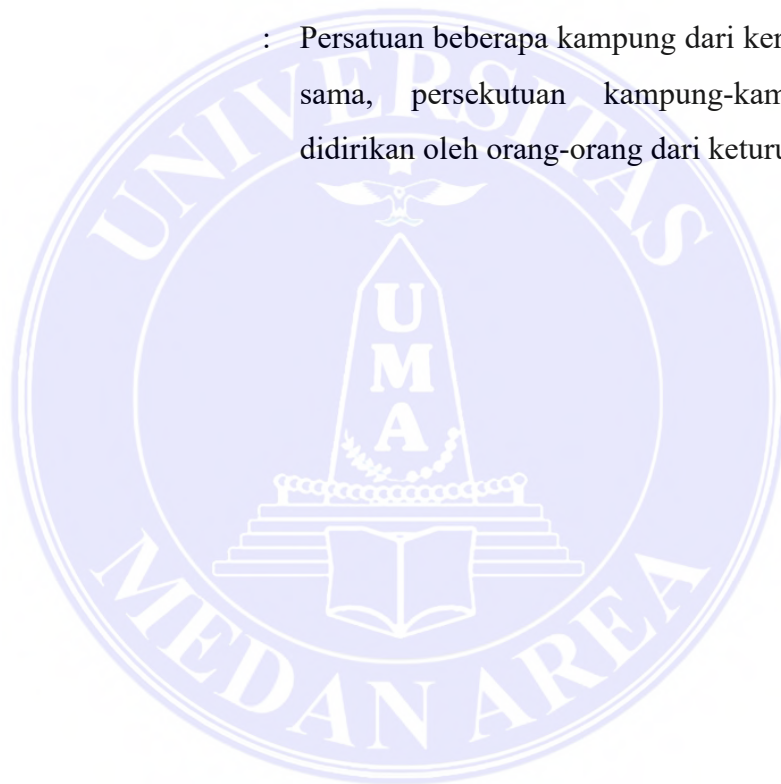 : Persatuan beberapa kampung dari
sama, persekutuan
didirikan oleh orang-orang dari
UNIVERSITAS
UMA
MEDAN AREA